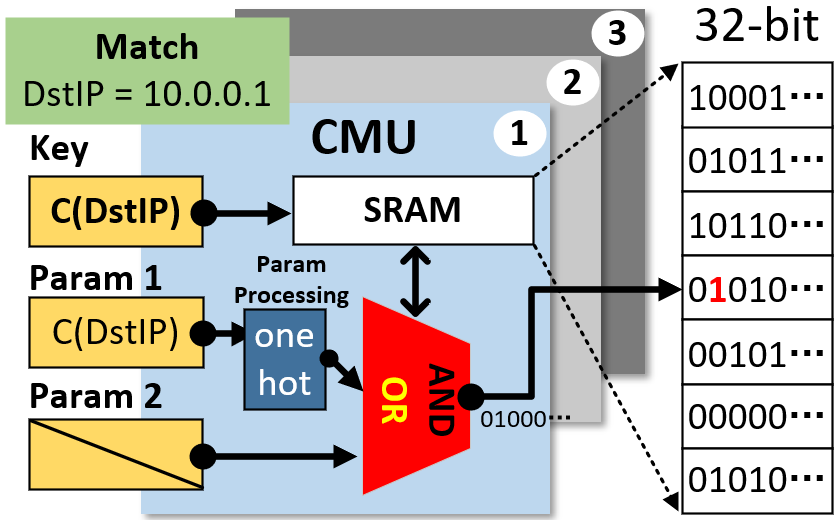 Match
DstIP = 10.0.0.1
3
2
1
CMU
32-bit
Key
C(DstIP)
SRAM
Param 1
C(DstIP)
Param
Processing
one
hot
Param 2
OR
AND
01000···
10001···
01011···
10110···
01010···
00101···
00000···
01010···